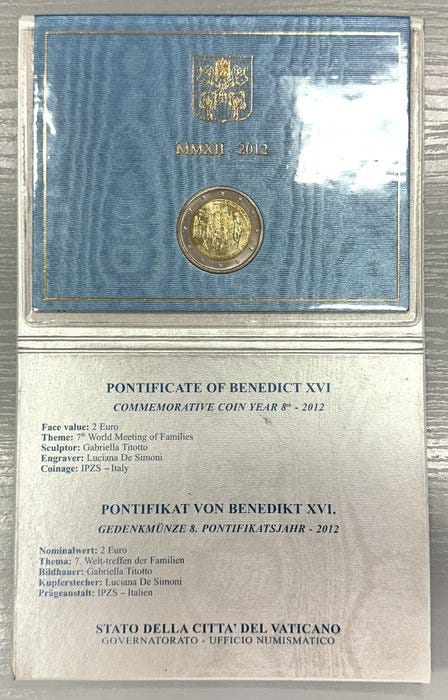 MMXII - 2012
PONTIFICATE OF BENEDICT XVI
COMMEMORATIVE COIN YEAR 8th - 2012
Face value: 2 Euro
Theme: 7th World Meeting of Families
Sculptor: Gabriella Titotto
Engraver: Luciana De Simoni
Coinage: IPZS – Italy
PONTIFIKAT VON BENEDIKT XVI.
GEDENKMÜNZE 8. PONTIFIKATSJAHR - 2012
Nominalwert: 2 Euro
Thema: 7. Welt-treffen der Familien
Bildhauer: Gabriella Titotto
Kupferstecher: Luciana De Simoni
Prägeanstalt: IPZS – Italien
STATO DELLA CITTA' DEL VATICANO
GOVERNATORATO - UFFICIO NUMISMATICO